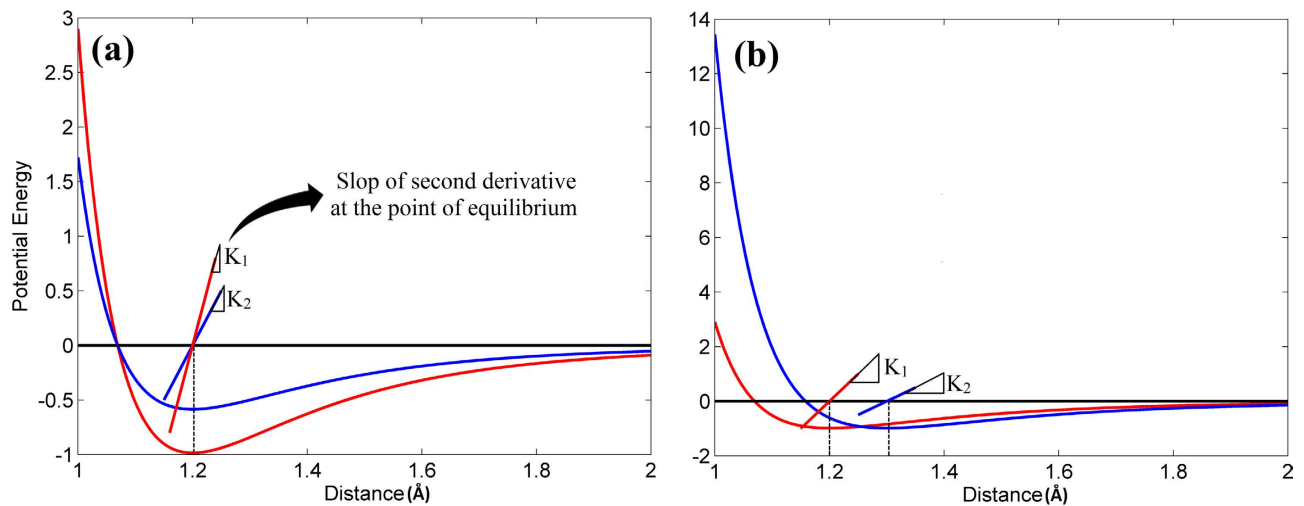 (a)
3
2.5
2
1.5
1
0.5
0
-0.5
-1
Potential Energy
Slop of second derivative
at the point of equilibrium
K₁
K₂
1 1.2 1.4 1.6 1.8 2
Distance(Å)
(b)
14
12
10
8
6
4
2
0
-2
K₁
K₂
1 1.2 1.4 1.6 1.8 2
Distance(Å)